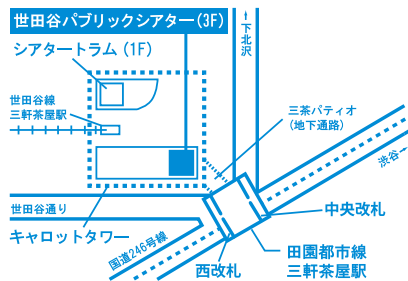 世田谷パブリックシアター(3F)
シアタートラム(1F)
↑下北沢
世田谷線
三軒茶屋駅
三茶パティオ
(地下通路)
渋谷→
世田谷通り
中央改札
キャロットタワー
国道246号線
田園都市線
三軒茶屋駅
西改札